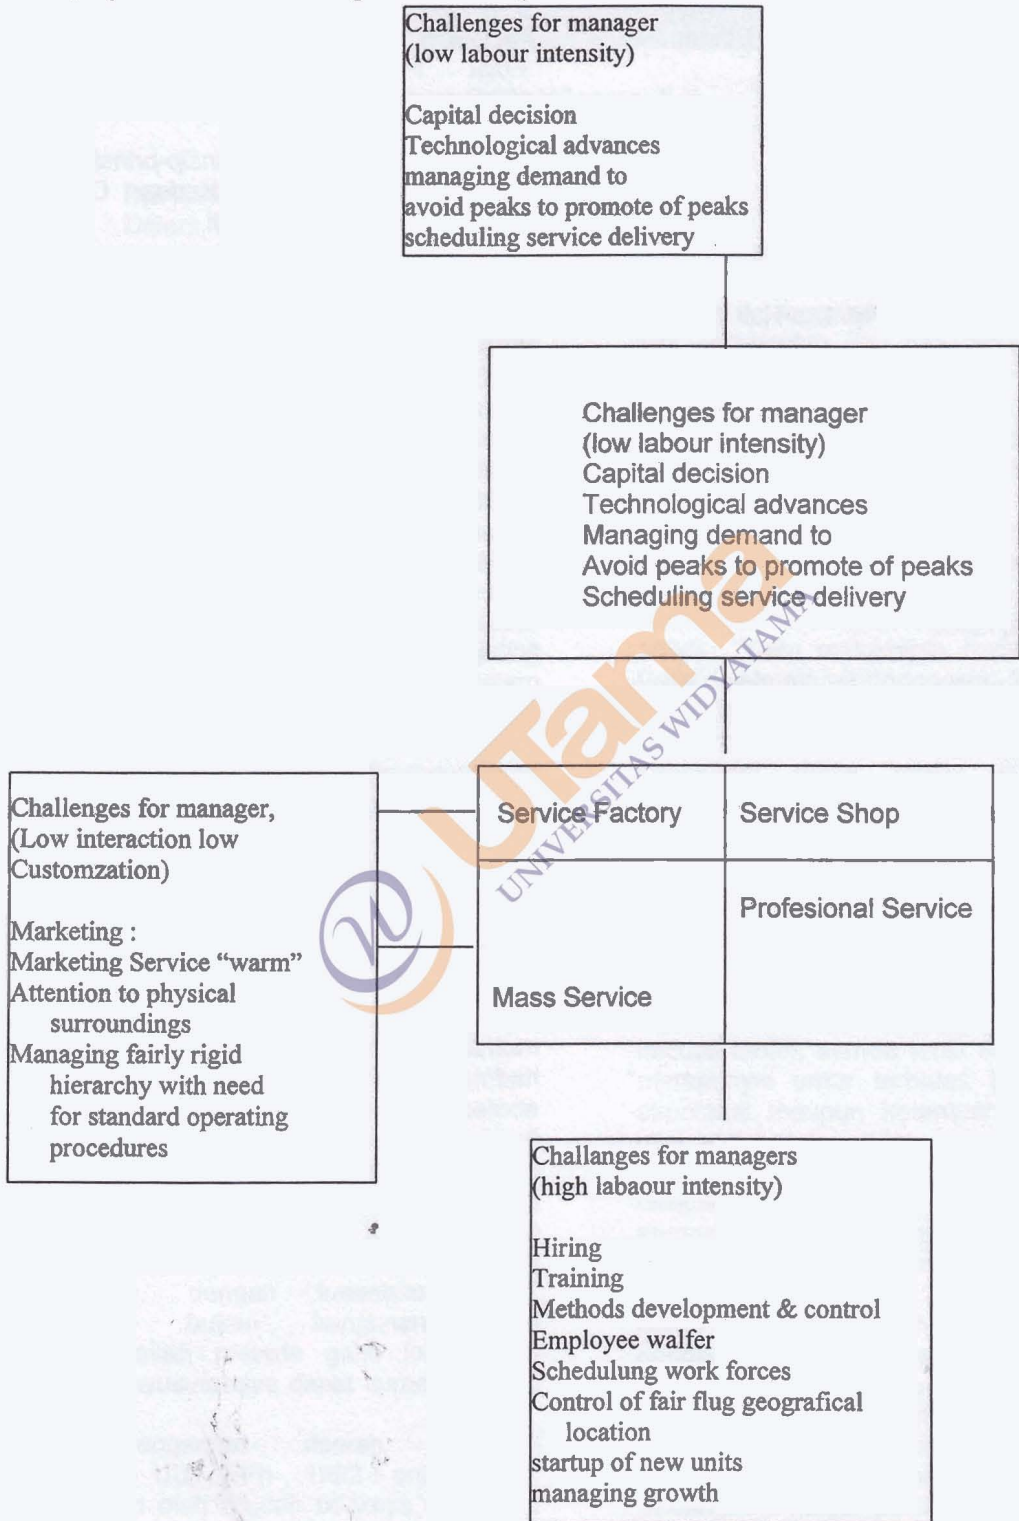 Challenges for manager
(low labour intensity)
Capital decision
Technological advances
managing demand to
avoid peaks to promote of peaks
scheduling service delivery
Challenges for manager
(low labour intensity)
Capital decision
Technological advances
Managing demand to
Avoid peaks to promote of peaks
Scheduling service delivery
Challenges for manager,
(Low interaction low
Customzation)
Marketing :
Marketing Service “warm”
Attention to physical
surroundings
Managing fairly rigid
hierarchy with need
for standard operating
procedures
Service Factory
Service Shop
Mass Service
Profesional Service
Utama
UNIVERSITAS WIDYATAMA
Challanges for managers
(high labaour intensity)
Hiring
Training
Methods development & control
Employee walfer
Schedulung work forces
Control of fair flug geografical
location
startup of new units
managing growth